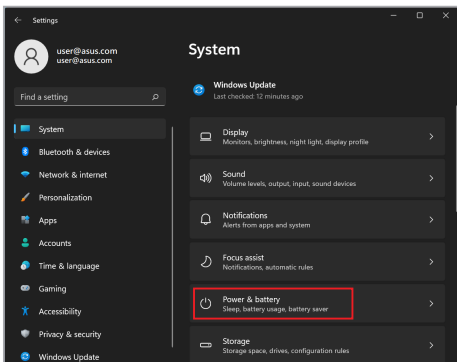 Settings
user@asus.com
user@asus.com
Find a setting
System
Bluetooth & devices
Network & internet
Personalization
Apps
Accounts
Time & language
Gaming
Accessibility
Privacy & security
Windows Update
System
Windows Update
Last checked: 12 minutes ago
Display
Monitors, brightness, night light, display profile
Sound
Volume levels, output, input, sound devices
Notifications
Alerts from apps and system
Focus assist
Notifications, automatic rules
Power & battery
Sleep, battery usage, battery saver
Storage
Storage space, drives, configuration rules